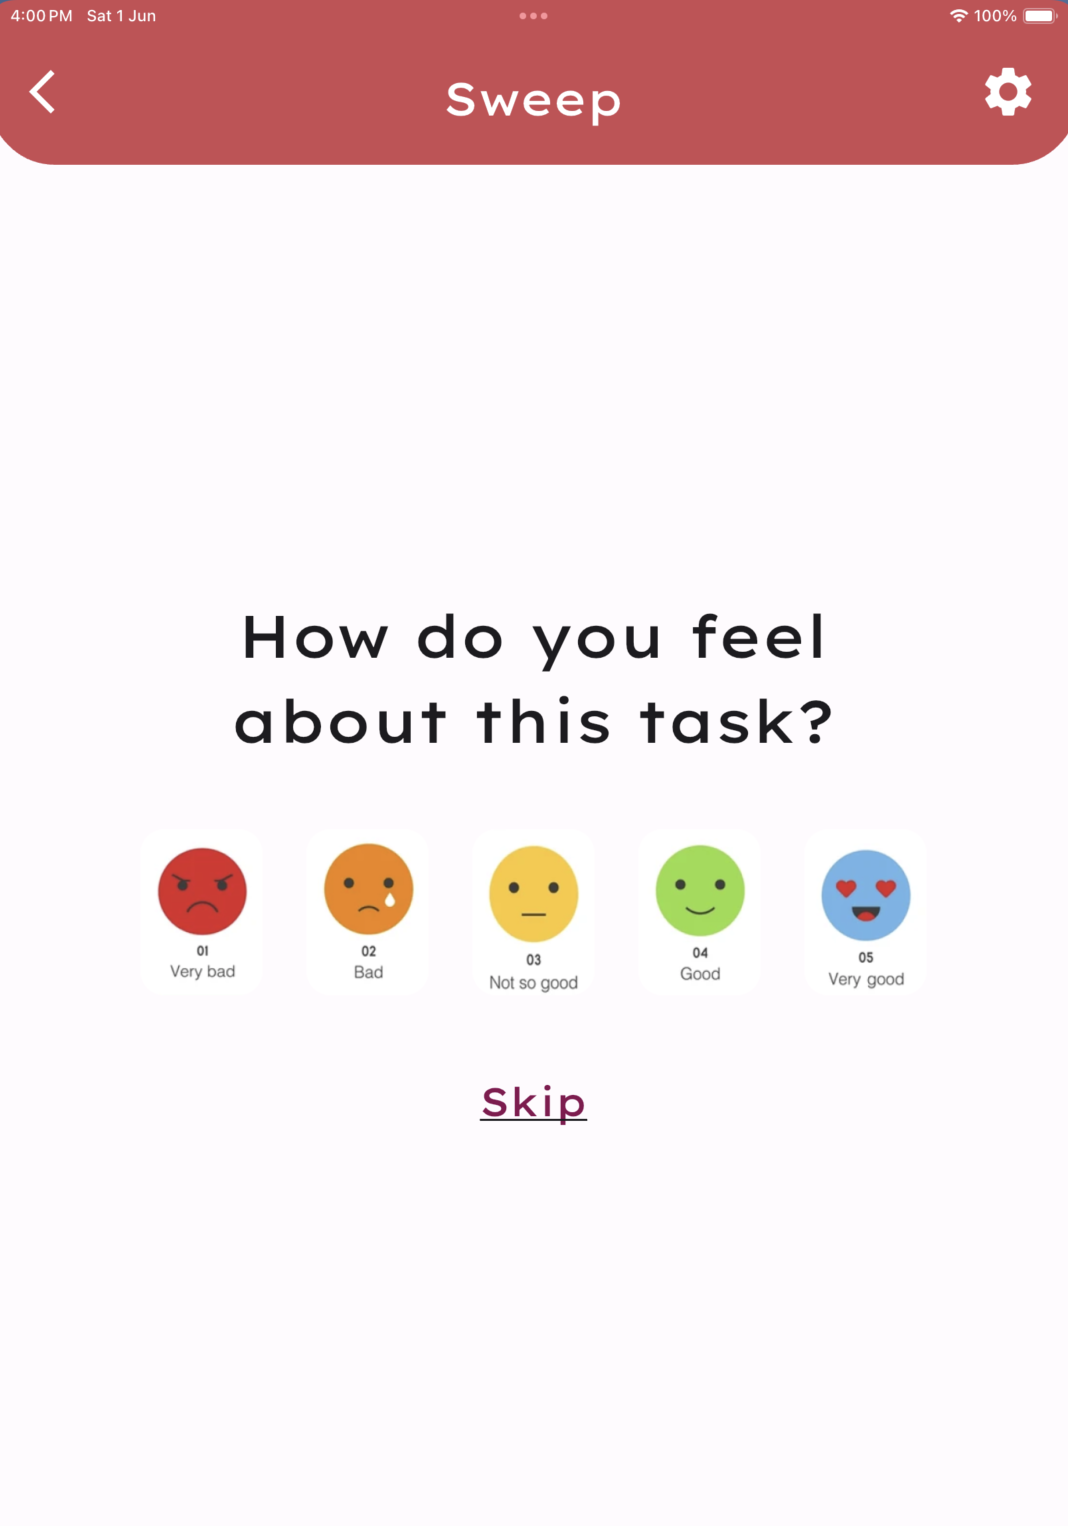 4:00 PM Sat 1 Jun 100%
Sweep
How do you feel
about this task?
01
Very bad
02
Bad
03
Not so good
04
Good
05
Very good
Skip